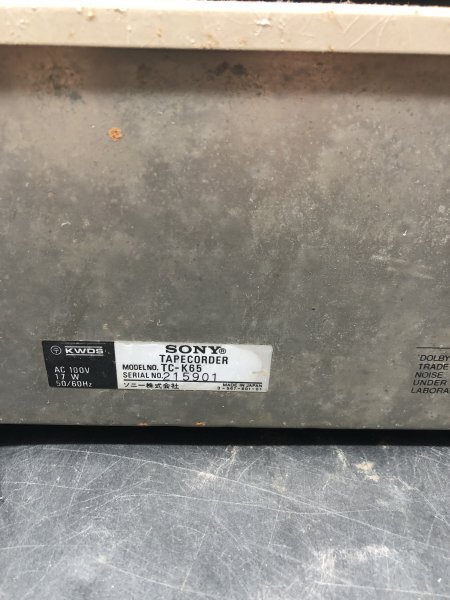 〒 KWDS
AC 100V
17 W
50/60Hz
SONY®
TAPECORDER
MODEL NO. TC-K65
SERIAL NO. 215901
ソニー株式会社
MADE IN JAPAN
"DOLBY
TRADE
NOISE
UNDER
LABORA